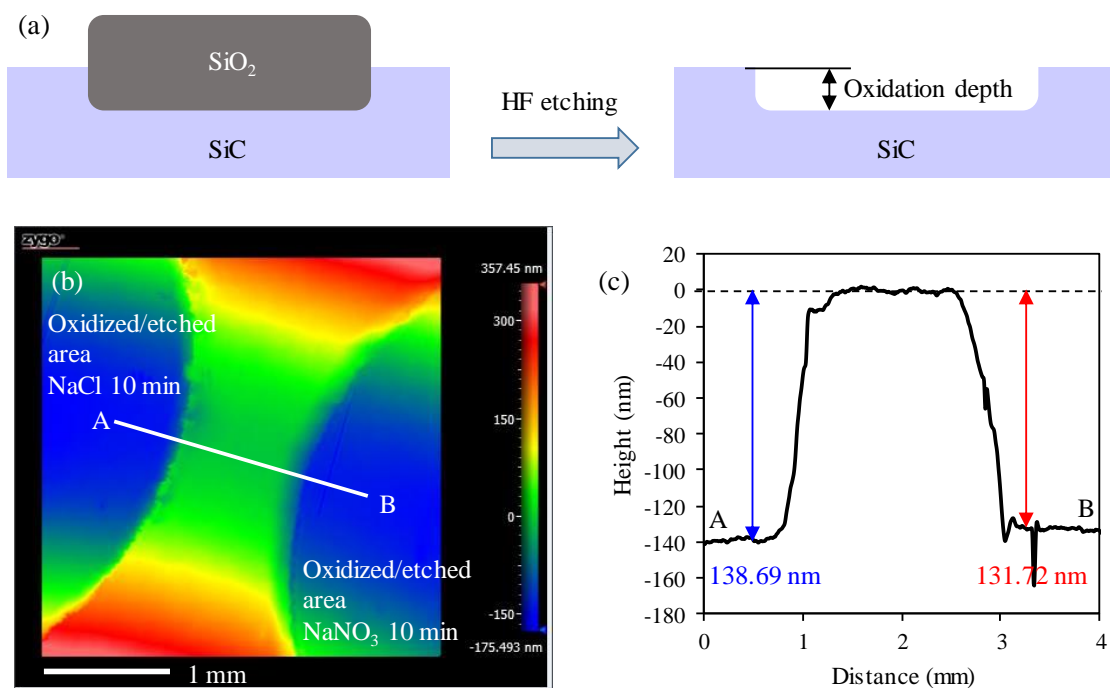 (a)
SiO₂
SiC
HF etching
Oxidation depth
SiC
zygo
(b)
Oxidized/etched
area
NaCl 10 min
A
B
Oxidized/etched
area
NaNO₃ 10 min
1 mm
357.45 nm
300
150
0
-150
-175.493 nm
(c)
Height (nm)
20
0
-20
-40
-60
-80
-100
-120
-140
-160
-180
A
B
138.69 nm
131.72 nm
0
1
2
3
4
Distance (mm)